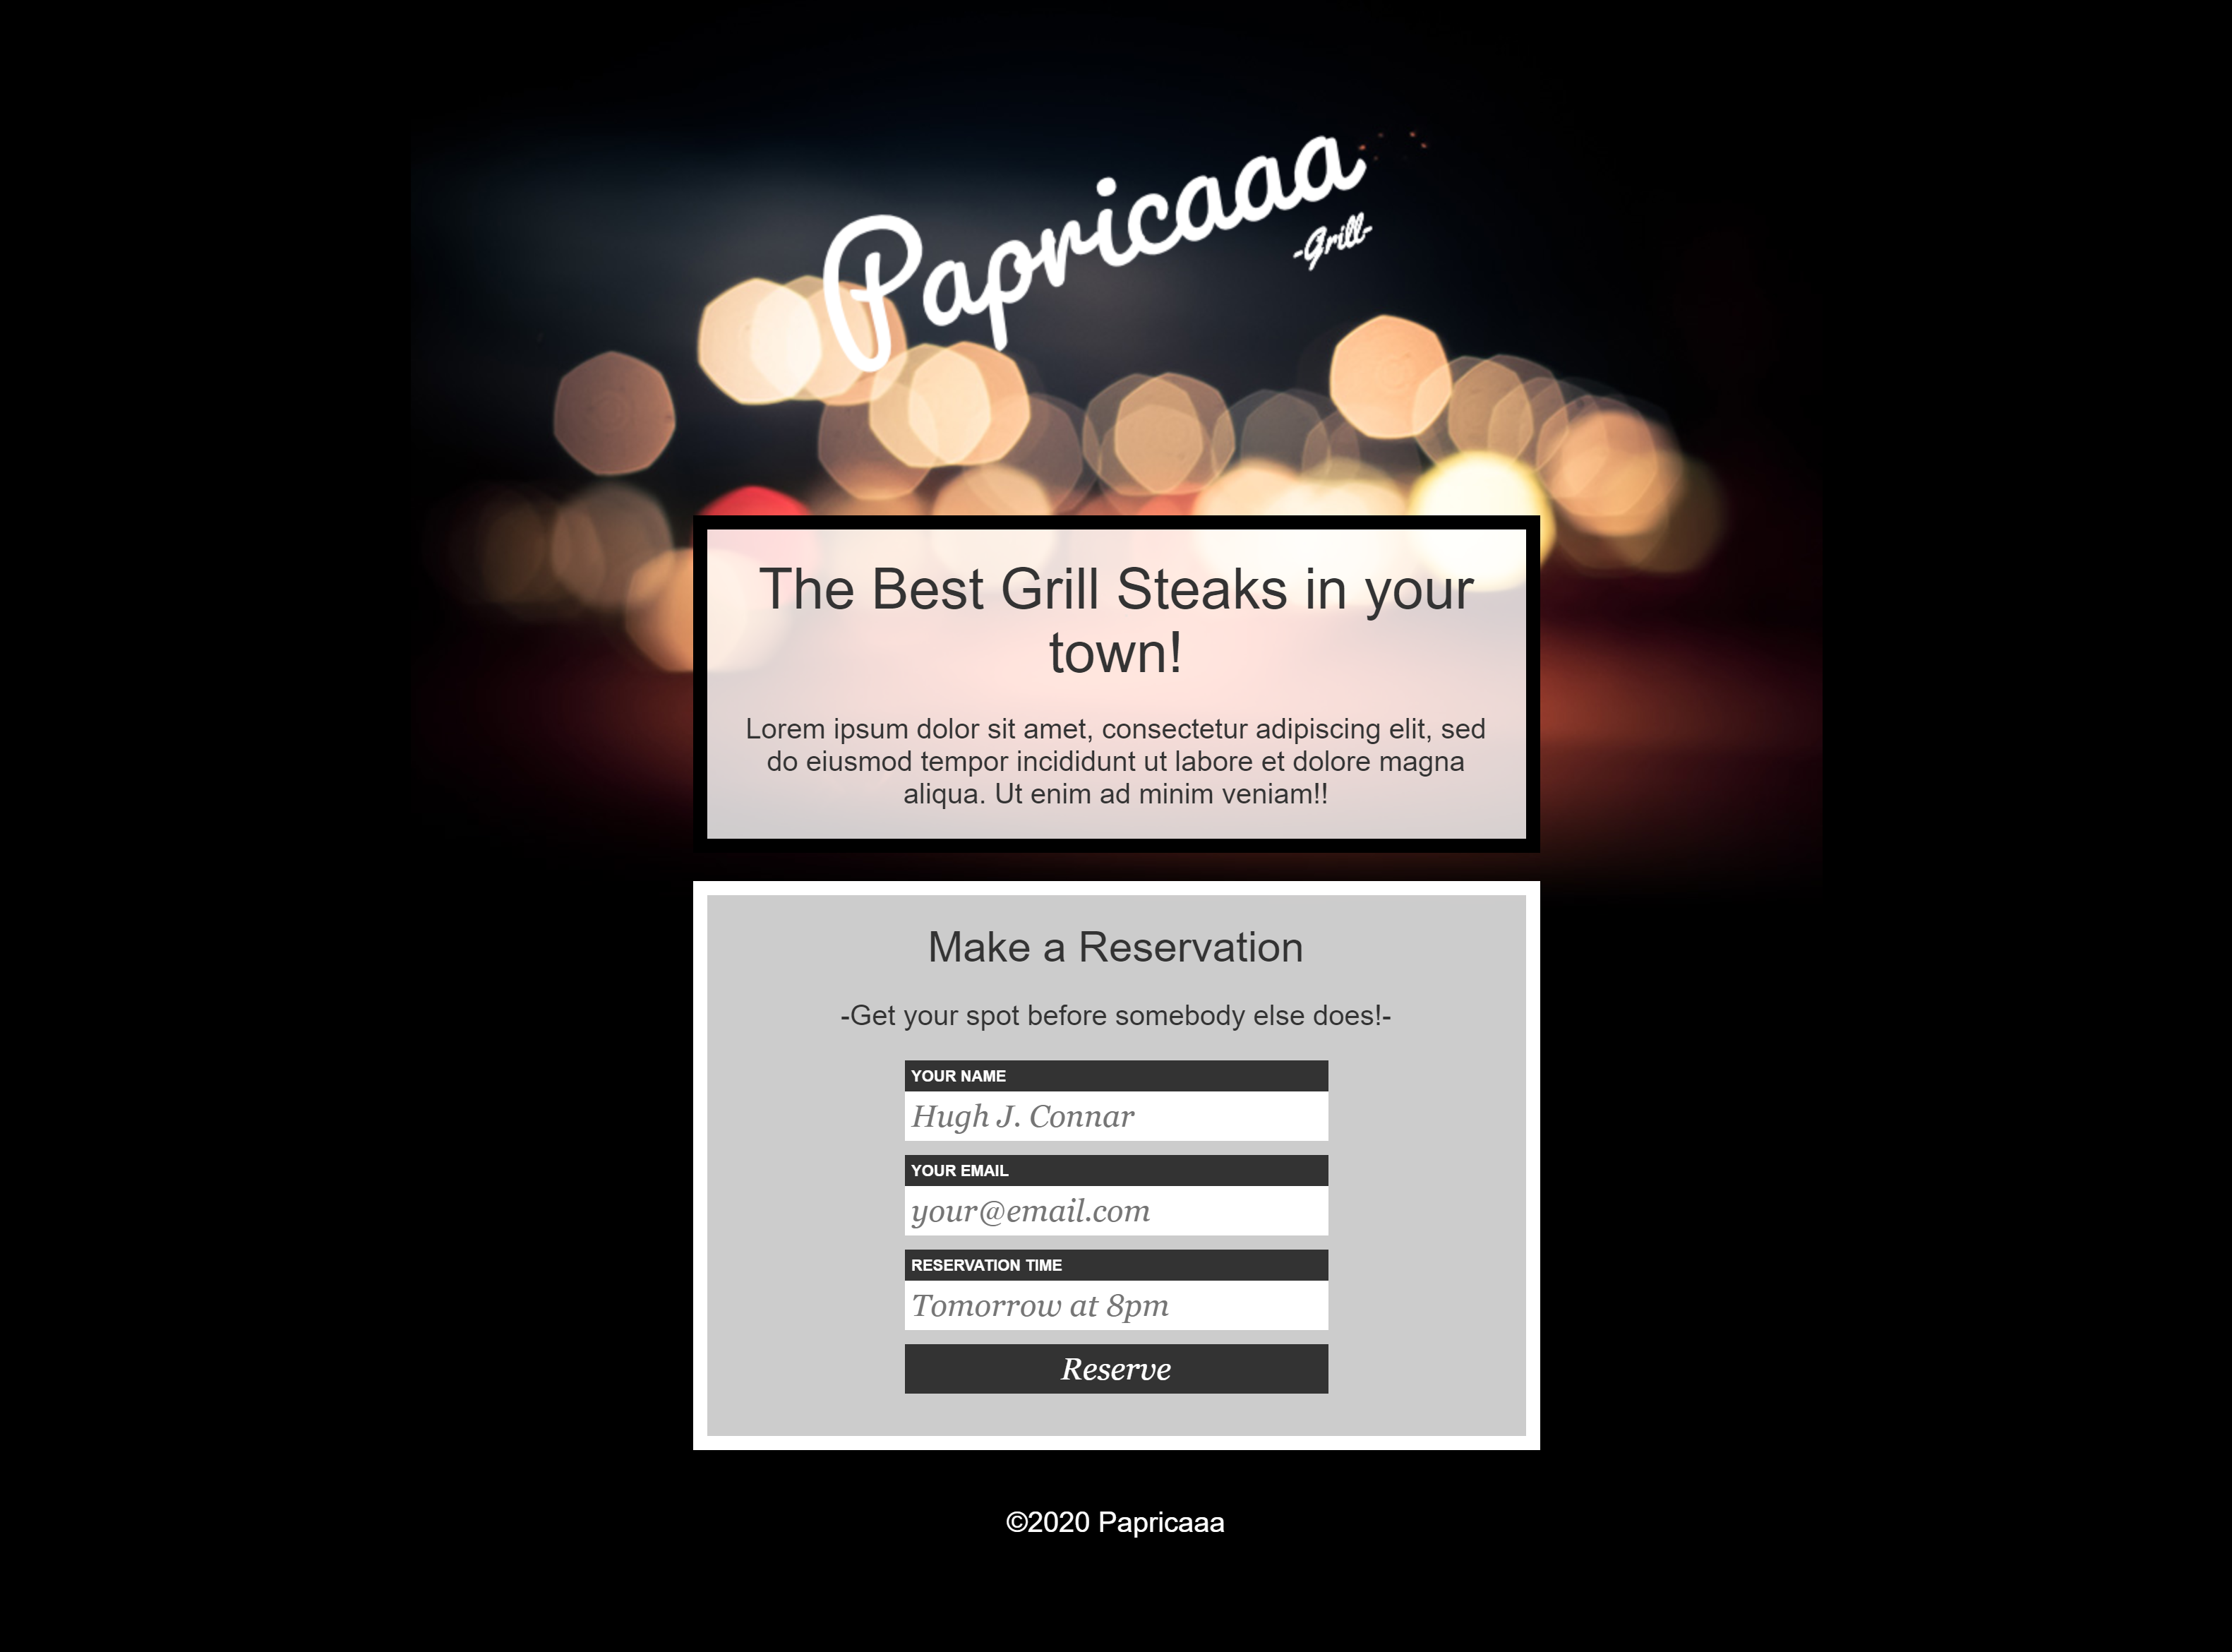 Papricaaa
-Grill-
The Best Grill Steaks in your
town!
Lorem ipsum dolor sit amet, consectetur adipiscing elit, sed
do eiusmod tempor incididunt ut labore et dolore magna
aliqua. Ut enim ad minim veniam!!
Make a Reservation
-Get your spot before somebody else does!-
YOUR NAME
Hugh J. Connar
YOUR EMAIL
your@email.com
RESERVATION TIME
Tomorrow at 8pm
Reserve
©2020 Papricaaa